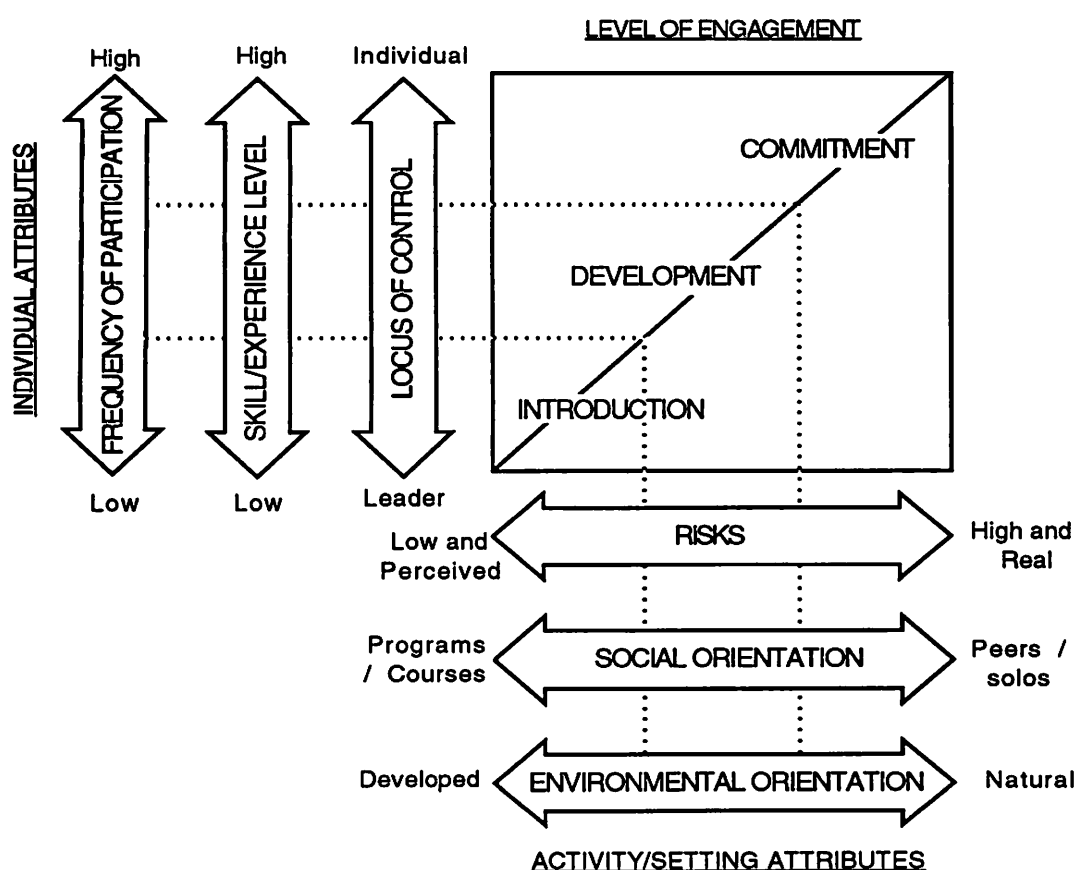 LEVEL OF ENGAGEMENT
High
High
Individual
INDIVIDUAL ATTRIBUTES
FREQUENCY OF PARTICIPATION
SKILL/EXPERIENCE LEVEL
LOCUS OF CONTROL
COMMITMENT
DEVELOPMENT
INTRODUCTION
Low
Low
Leader
Low and
Perceived
RISKS
High and
Real
Programs
/ Courses
SOCIAL ORIENTATION
Peers /
solos
Developed
ENVIRONMENTAL ORIENTATION
Natural
ACTIVITY/SETTING ATTRIBUTES